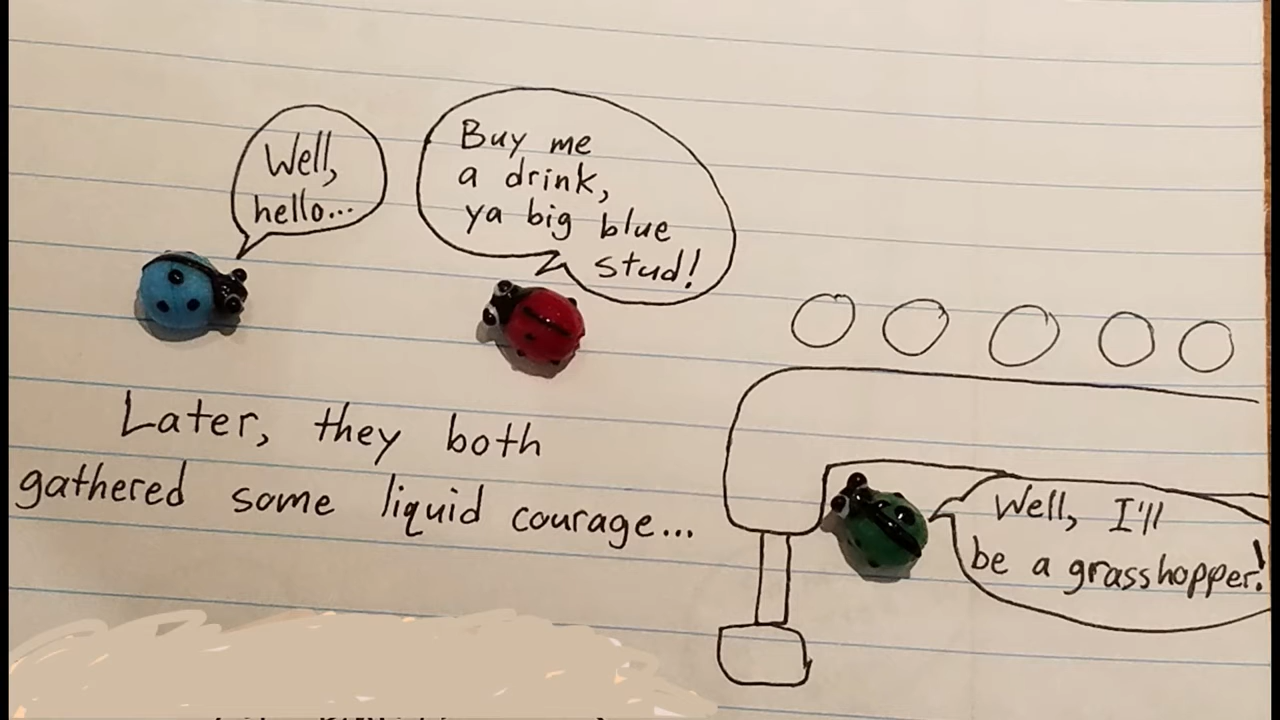 Well,
hello...
Buy me
a drink,
ya big blue
stud!
Later, they both
gathered some liquid courage...
Well, I'll
be a grasshopper!